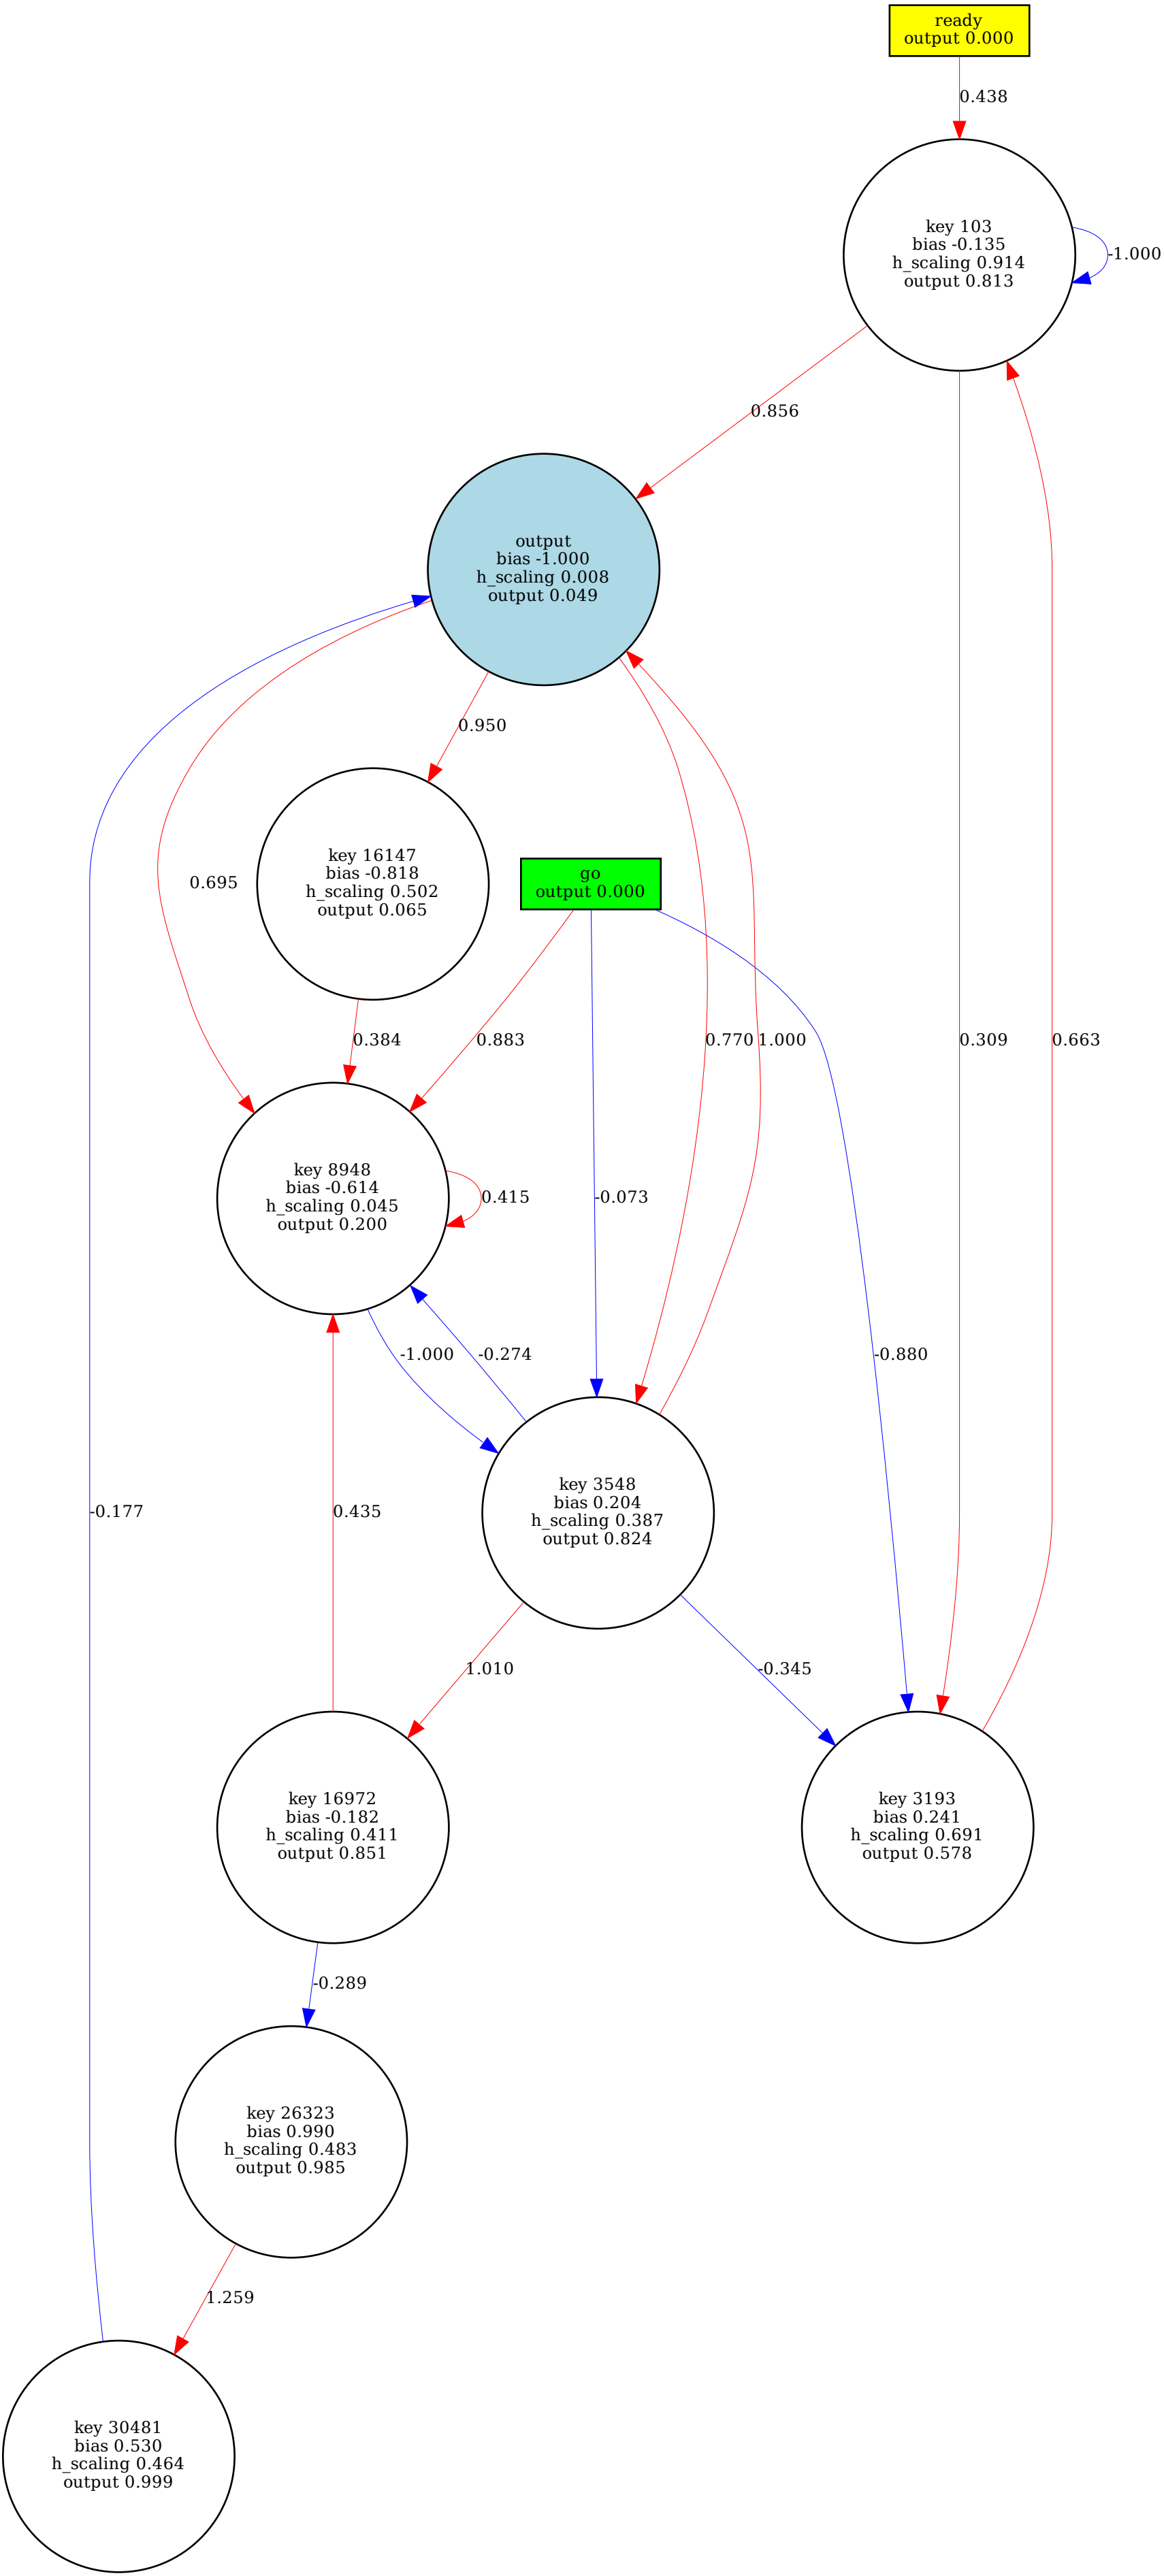 ready
output 0.000
0.438
key 103
bias -0.135
h_scaling 0.914
output 0.813
-1.000
0.856
output
bias -1.000
h_scaling 0.008
output 0.049
0.950
key 16147
bias -0.818
h_scaling 0.502
output 0.065
go
output 0.000
0.695
0.384
0.883
0.770
1.000
0.309
0.663
key 8948
bias -0.614
h_scaling 0.045
output 0.200
0.415
-0.073
-1.000
-0.274
-0.880
key 3548
bias 0.204
h_scaling 0.387
output 0.824
-0.177
0.435
1.010
-0.345
key 16972
bias -0.182
h_scaling 0.411
output 0.851
key 3193
bias 0.241
h_scaling 0.691
output 0.578
-0.289
key 26323
bias 0.990
h_scaling 0.483
output 0.985
1.259
key 30481
bias 0.530
h_scaling 0.464
output 0.999